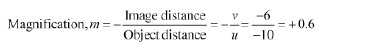 Magnification, m = − Image distance / Object distance = − v / u = −6 / −10 = + 0.6